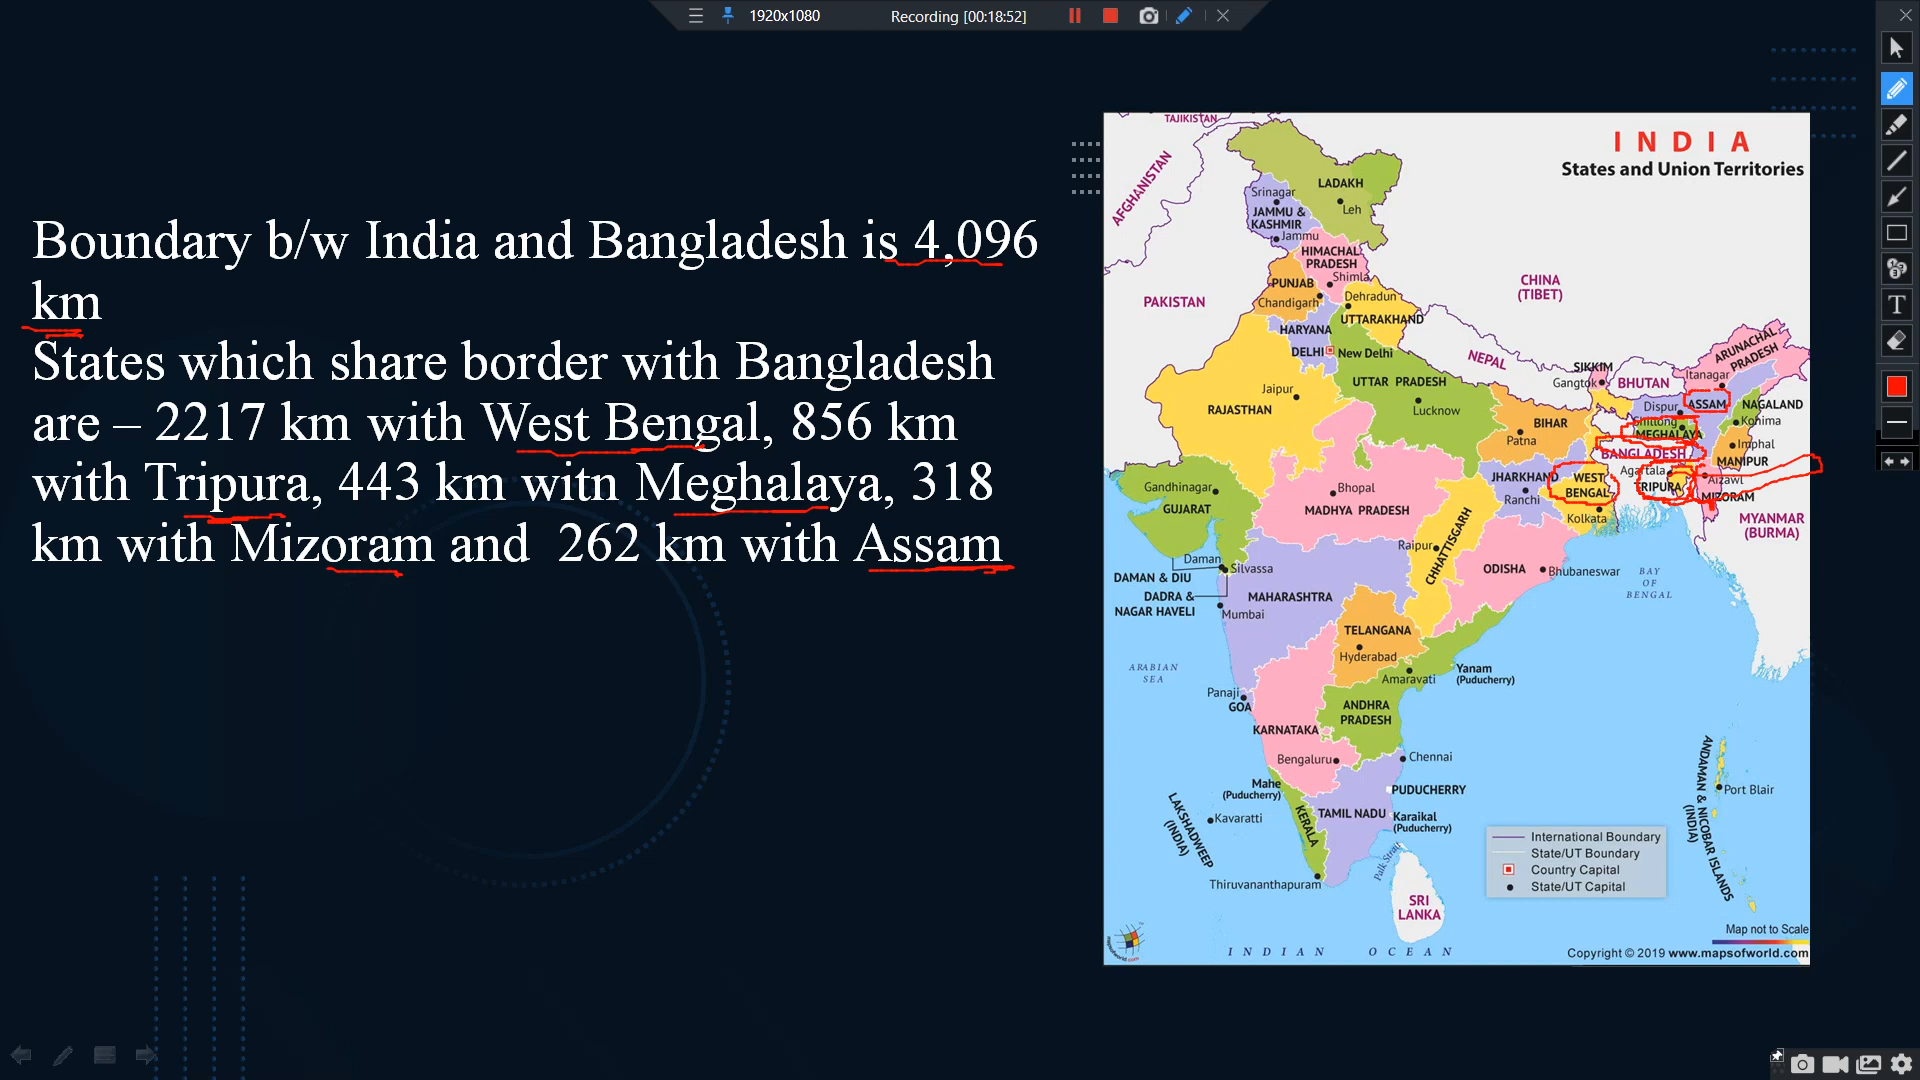 1920x1080
Recording [00:18:52]
Boundary b/w India and Bangladesh is 4,096
km
States which share border with Bangladesh
are – 2217 km with West Bengal, 856 km
with Tripura, 443 km witn Meghalaya, 318
km with Mizoram and 262 km with Assam
INDIA
States and Union Territories
TAJIKISTAN
AFGHANISTAN
PAKISTAN
CHINA
(TIBET)
NEPAL
BHUTAN
BANGLADESH
MYANMAR
(BURMA)
SRI
LANKA
LADAKH
Leh
Srinagar
JAMMU &
KASHMIR
Jammu
HIMACHAL
PRADESH
Shimla
PUNJAB
Chandigarh
Dehradun
UTTARAKHAND
HARYANA
DELHI
New Delhi
UTTAR PRADESH
Lucknow
Jaipur
RAJASTHAN
SIKKIM
Gangtok
ARUNACHAL
PRADESH
Itanagar
Dispur
ASSAM
NAGALAND
Kohima
Shillong
MEGHALAYA
Imphal
MANIPUR
Agartala
TRIPURA
Aizawl
MIZORAM
BIHAR
Patna
JHARKHAND
Ranchi
WEST
BENGAL
Kolkata
Gandhinagar
GUJARAT
Bhopal
MADHYA PRADESH
Raipur
CHHATTISGARH
ODISHA
Bhubaneswar
Daman
Silvassa
DAMAN & DIU
DADRA &
NAGAR HAVELI
MAHARASHTRA
Mumbai
TELANGANA
Hyderabad
Amaravati
Yanam
(Puducherry)
ANDHRA
PRADESH
Panaji
GOA
KARNATAKA
Bengaluru
Chennai
Mahe
(Puducherry)
PUDUCHERRY
TAMIL NADU
Karaikal
(Puducherry)
KERALA
Thiruvananthapuram
LAKSHADWEEP
(INDIA)
Kavaratti
ANDAMAN & NICOBAR ISLANDS
(INDIA)
Port Blair
ARABIAN
SEA
BAY
OF
BENGAL
Palk Strait
INDIAN OCEAN
International Boundary
State/UT Boundary
Country Capital
State/UT Capital
Map not to Scale
Copyright © 2019 www.mapsofworld.com